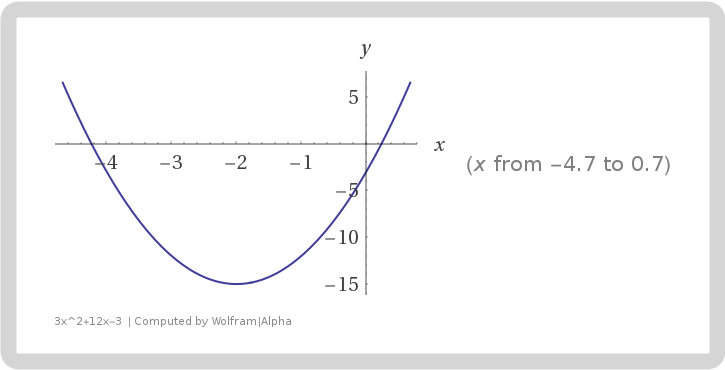 y
5
x
−4 −3 −2 −1
(x from −4.7 to 0.7)
−5
−10
−15
3x^2+12x−3 | Computed by Wolfram|Alpha